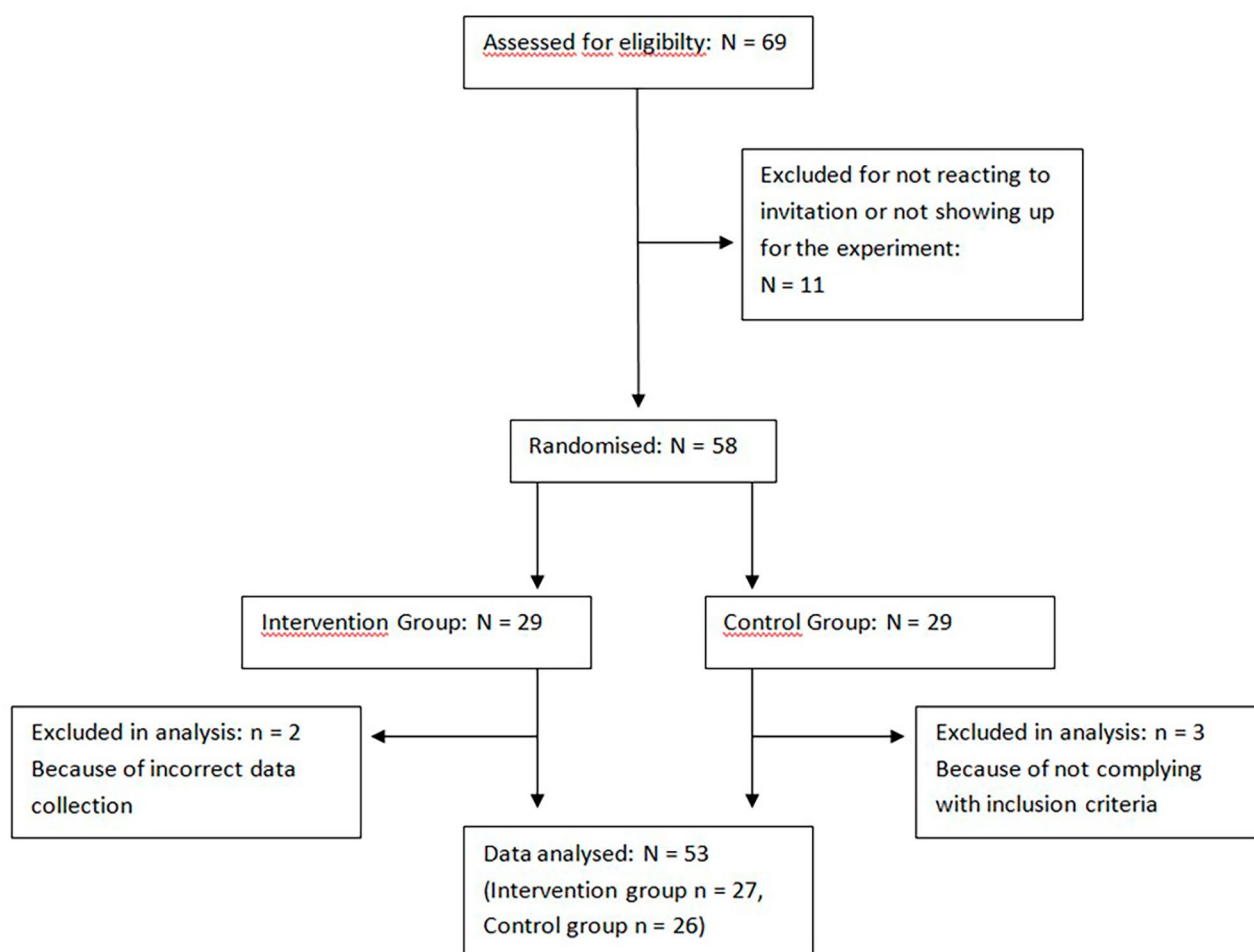 Assessed for eligibilty: N = 69
Excluded for not reacting to
invitation or not showing up
for the experiment:
N = 11
Randomised: N = 58
Intervention Group: N = 29
Control Group: N = 29
Excluded in analysis: n = 2
Because of incorrect data
collection
Excluded in analysis: n = 3
Because of not complying
with inclusion criteria
Data analysed: N = 53
(Intervention group n = 27,
Control group n = 26)